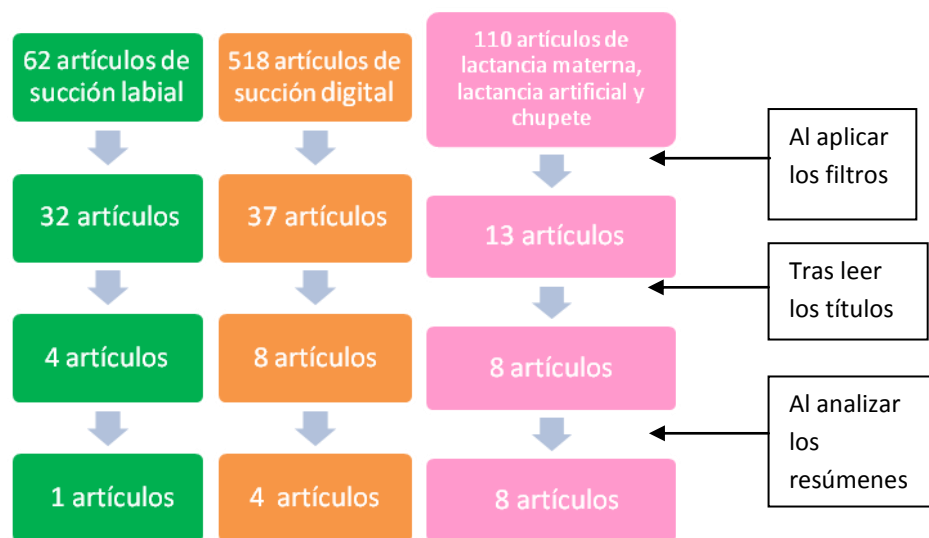 62 artículos de
succión labial
518 artículos de
succión digital
110 artículos de
lactancia materna,
lactancia artificial y
chupete
Al aplicar
los filtros
32 artículos
37 artículos
13 artículos
Tras leer
los títulos
4 artículos
8 artículos
8 artículos
Al analizar
los
resúmenes
1 artículos
4 artículos
8 artículos